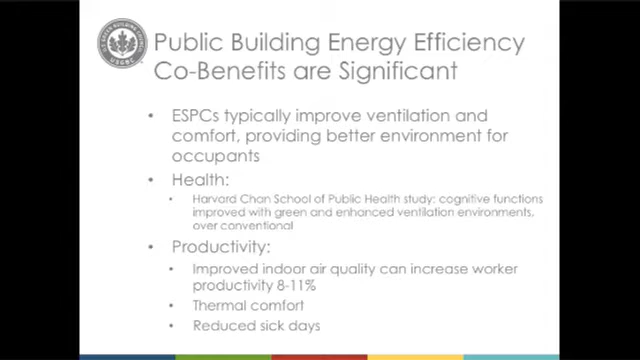 Public Building Energy Efficiency
Co-Benefits are Significant
• ESPCs typically improve ventilation and
comfort, providing better environment for
occupants
• Health:
• Harvard Chan School of Public Health study: cognitive functions
improved with green and enhanced ventilation environments,
over conventional
• Productivity:
• Improved indoor air quality can increase worker
productivity 8-11%
• Thermal comfort
• Reduced sick days
USGBC